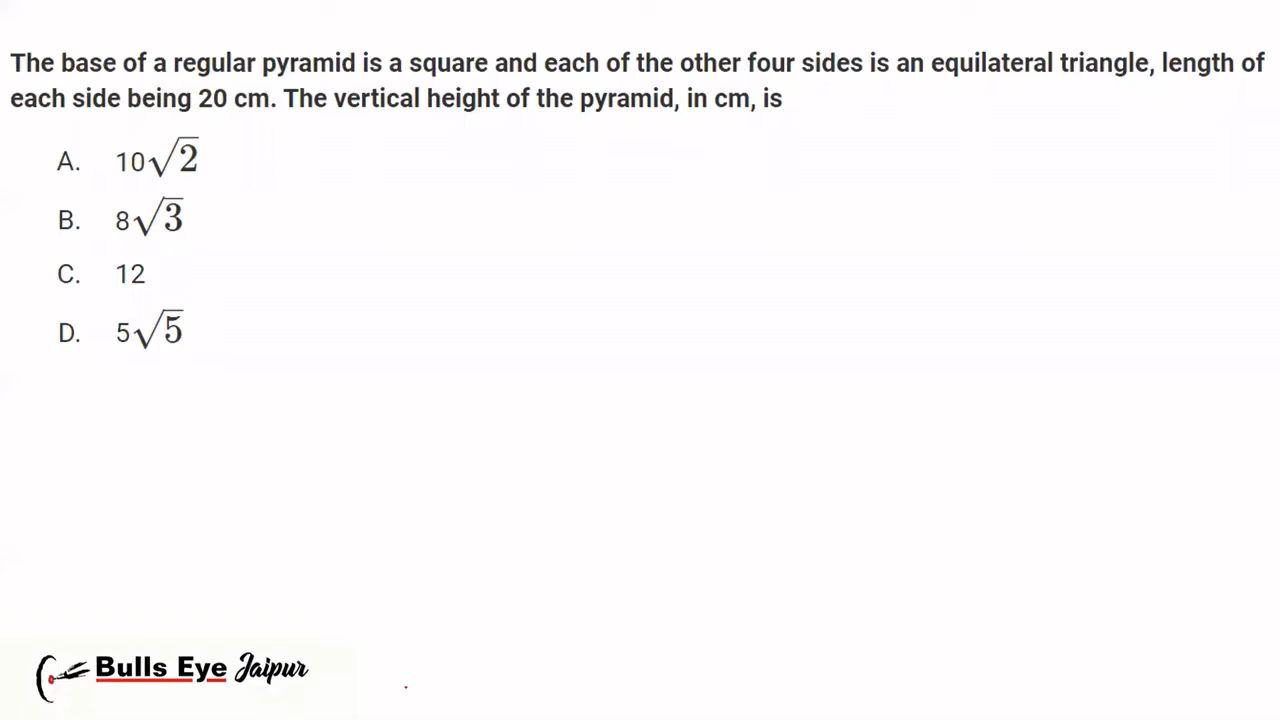 The base of a regular pyramid is a square and each of the other four sides is an equilateral triangle, length of
each side being 20 cm. The vertical height of the pyramid, in cm, is
A. 10√2
B. 8√3
C. 12
D. 5√5
Bulls Eye Jaipur